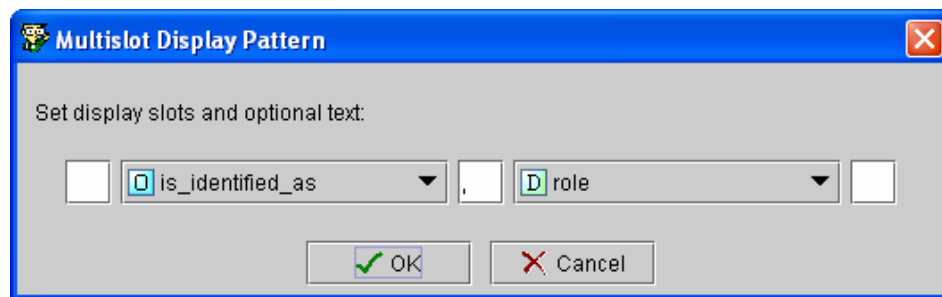 Multislot Display Pattern
Set display slots and optional text:
O is_identified_as , D role
OK Cancel